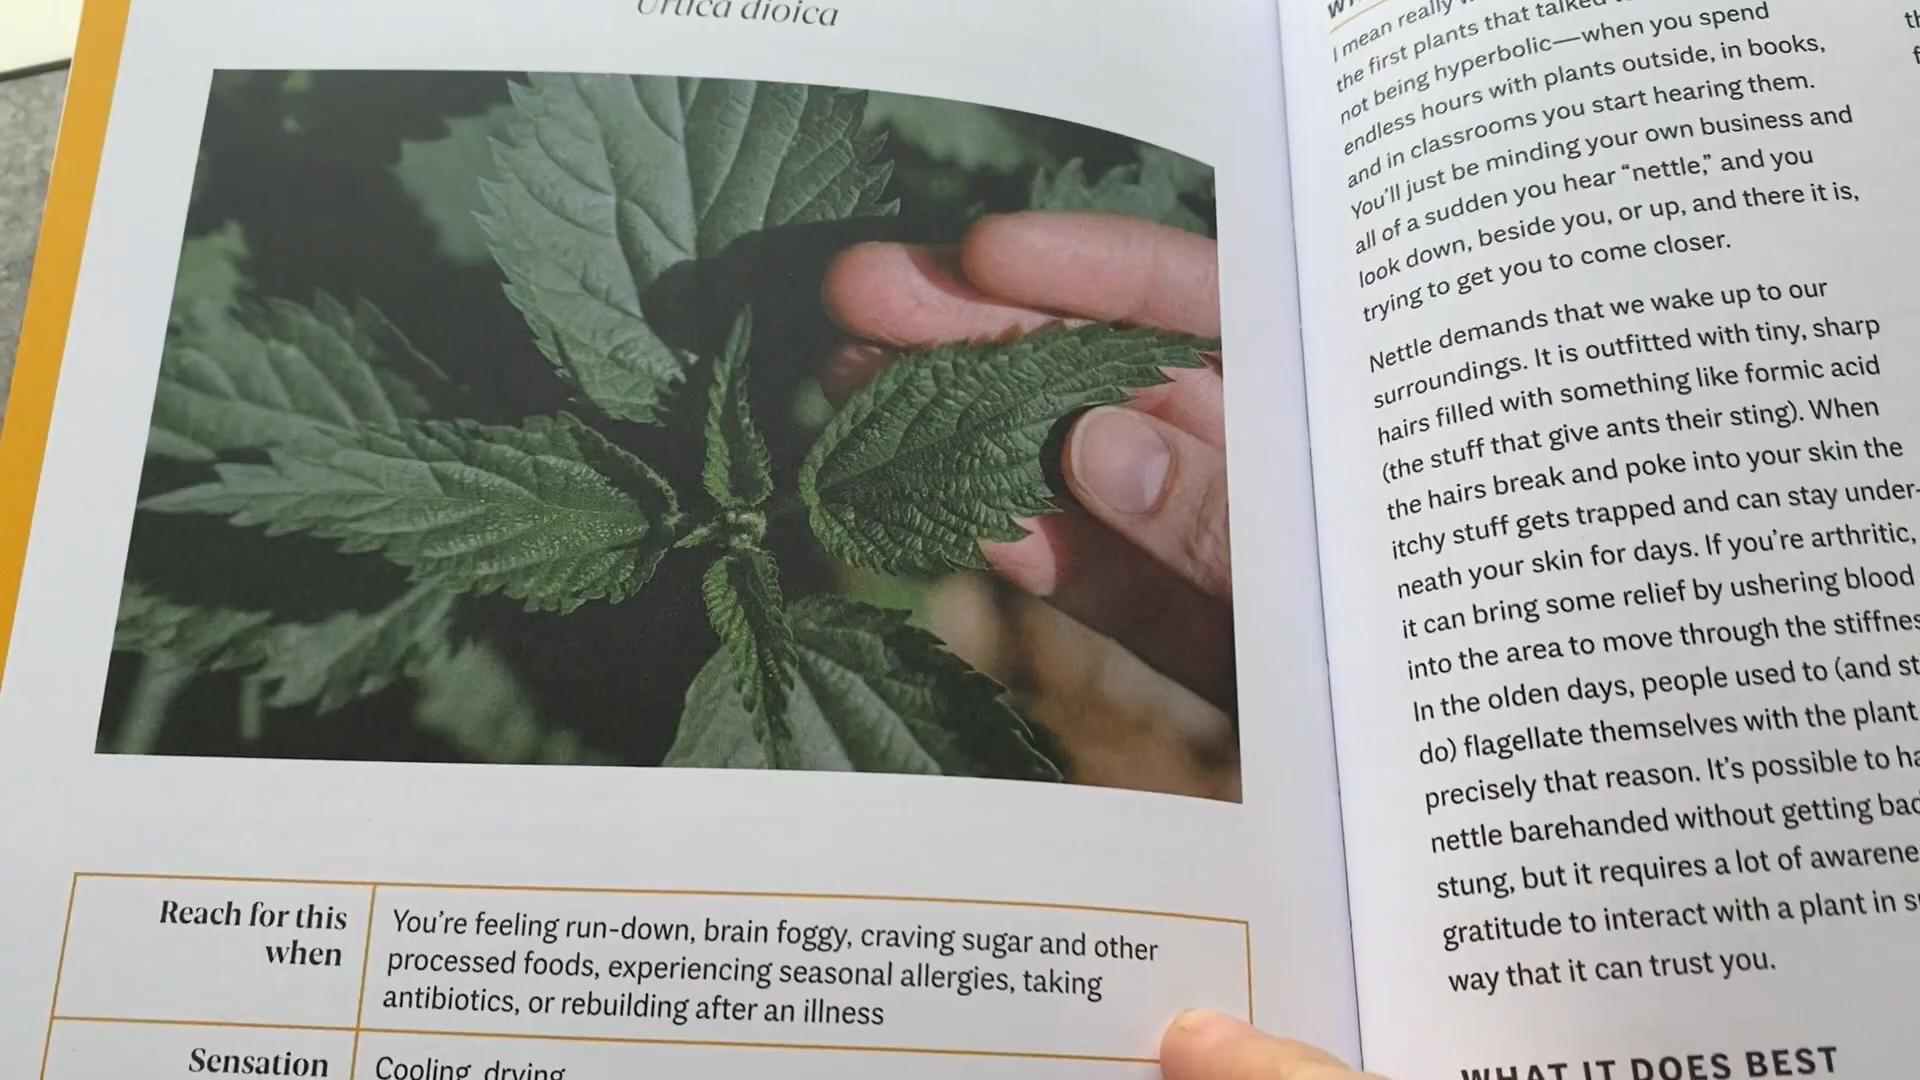 Urtica dioica
Reach for this
when
You're feeling run-down, brain foggy, craving sugar and other
processed foods, experiencing seasonal allergies, taking
antibiotics, or rebuilding after an illness
Sensation
Cooling, drying
I mean really
the first plants that talked
not being hyperbolic—when you spend
endless hours with plants outside, in books,
and in classrooms you start hearing them.
You'll just be minding your own business and
all of a sudden you hear “nettle,” and you
look down, beside you, or up, and there it is,
trying to get you to come closer.
Nettle demands that we wake up to our
surroundings. It is outfitted with tiny, sharp
hairs filled with something like formic acid
(the stuff that give ants their sting). When
the hairs break and poke into your skin the
itchy stuff gets trapped and can stay under-
neath your skin for days. If you're arthritic,
it can bring some relief by ushering blood
into the area to move through the stiffnes
In the olden days, people used to (and st
do) flagellate themselves with the plant
precisely that reason. It's possible to ha
nettle barehanded without getting bad
stung, but it requires a lot of awarene
gratitude to interact with a plant in s
way that it can trust you.
WHAT IT DOES BEST